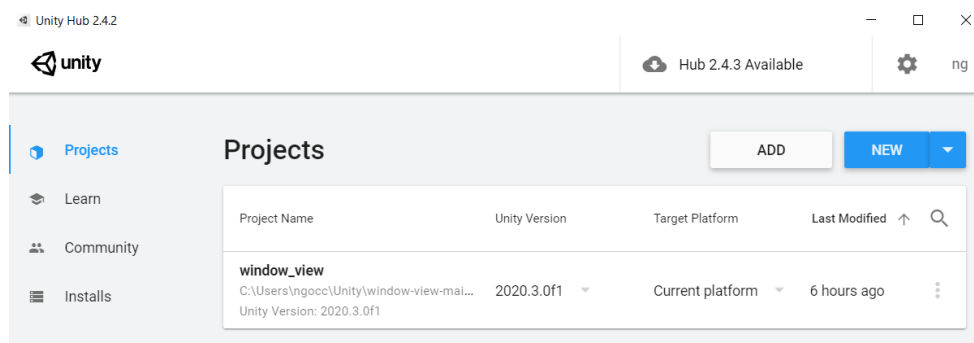 Unity Hub 2.4.2
unity
Hub 2.4.3 Available
ng
Projects
Learn
Community
Installs
Projects
ADD
NEW
Project Name
Unity Version
Target Platform
Last Modified
window_view
C:\Users\ngocc\Unity\window-view-mai...
Unity Version: 2020.3.0f1
2020.3.0f1
Current platform
6 hours ago